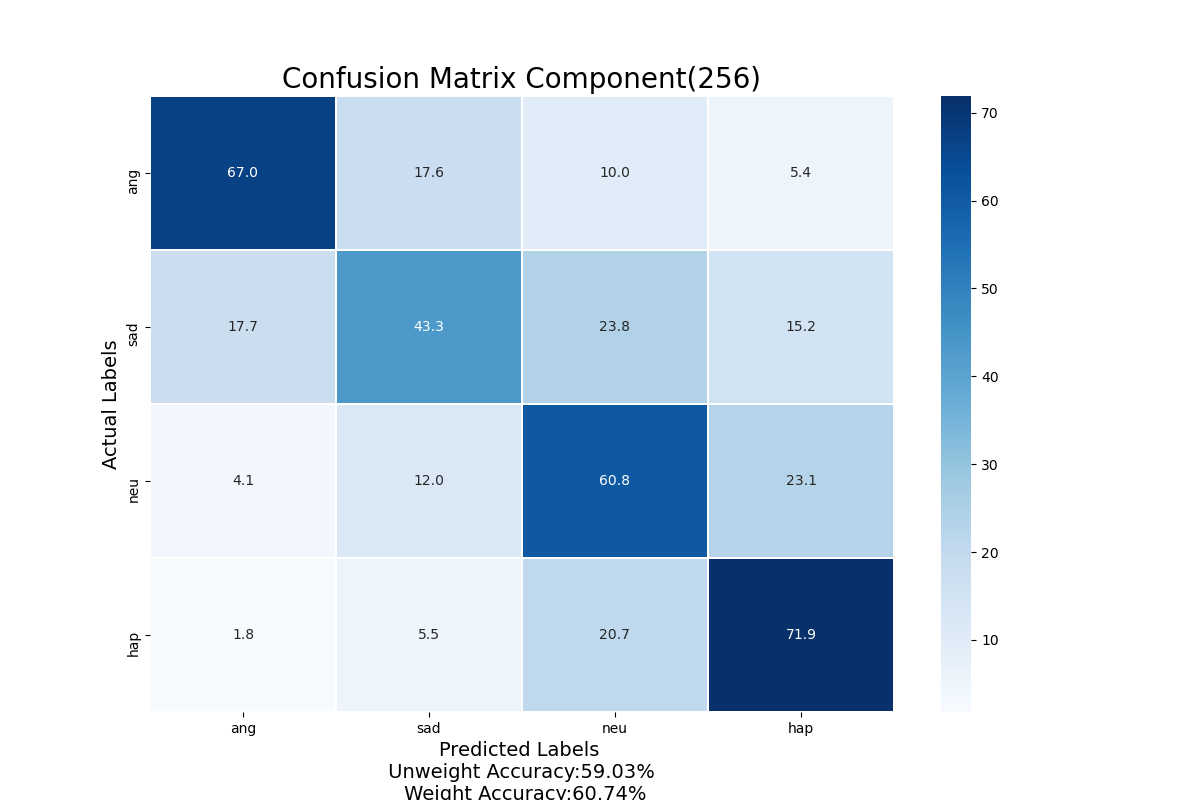 Confusion Matrix Component(256)
ang 67.0 17.6 10.0 5.4
sad 17.7 43.3 23.8 15.2
neu 4.1 12.0 60.8 23.1
hap 1.8 5.5 20.7 71.9
Actual Labels
ang sad neu hap
Predicted Labels
Unweight Accuracy:59.03%
Weight Accuracy:60.74%
70
60
50
40
30
20
10